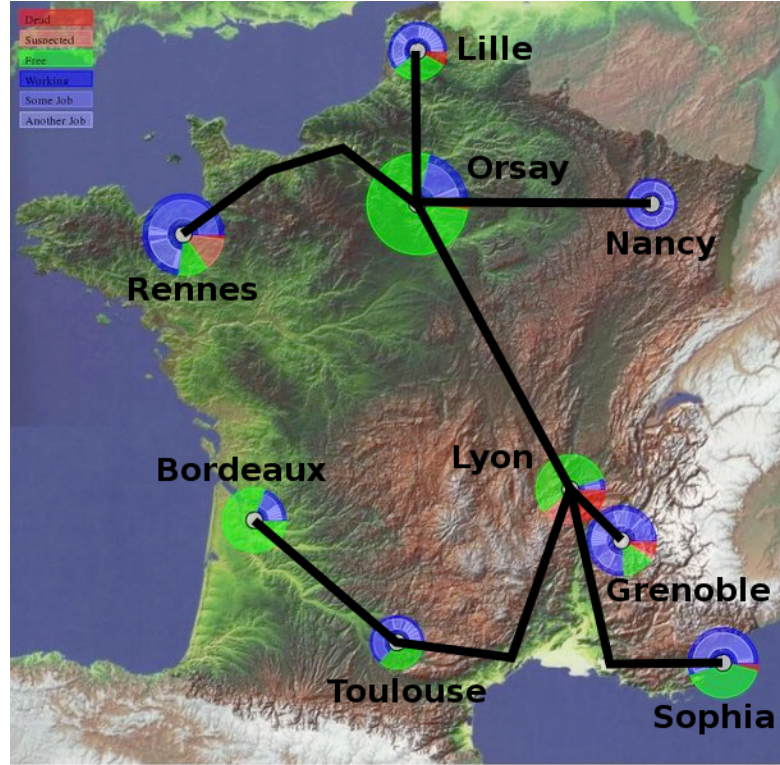 Dead
Suspected
Free
Working
Some Job
Another Job
Lille
Orsay
Nancy
Rennes
Lyon
Bordeaux
Grenoble
Toulouse
Sophia